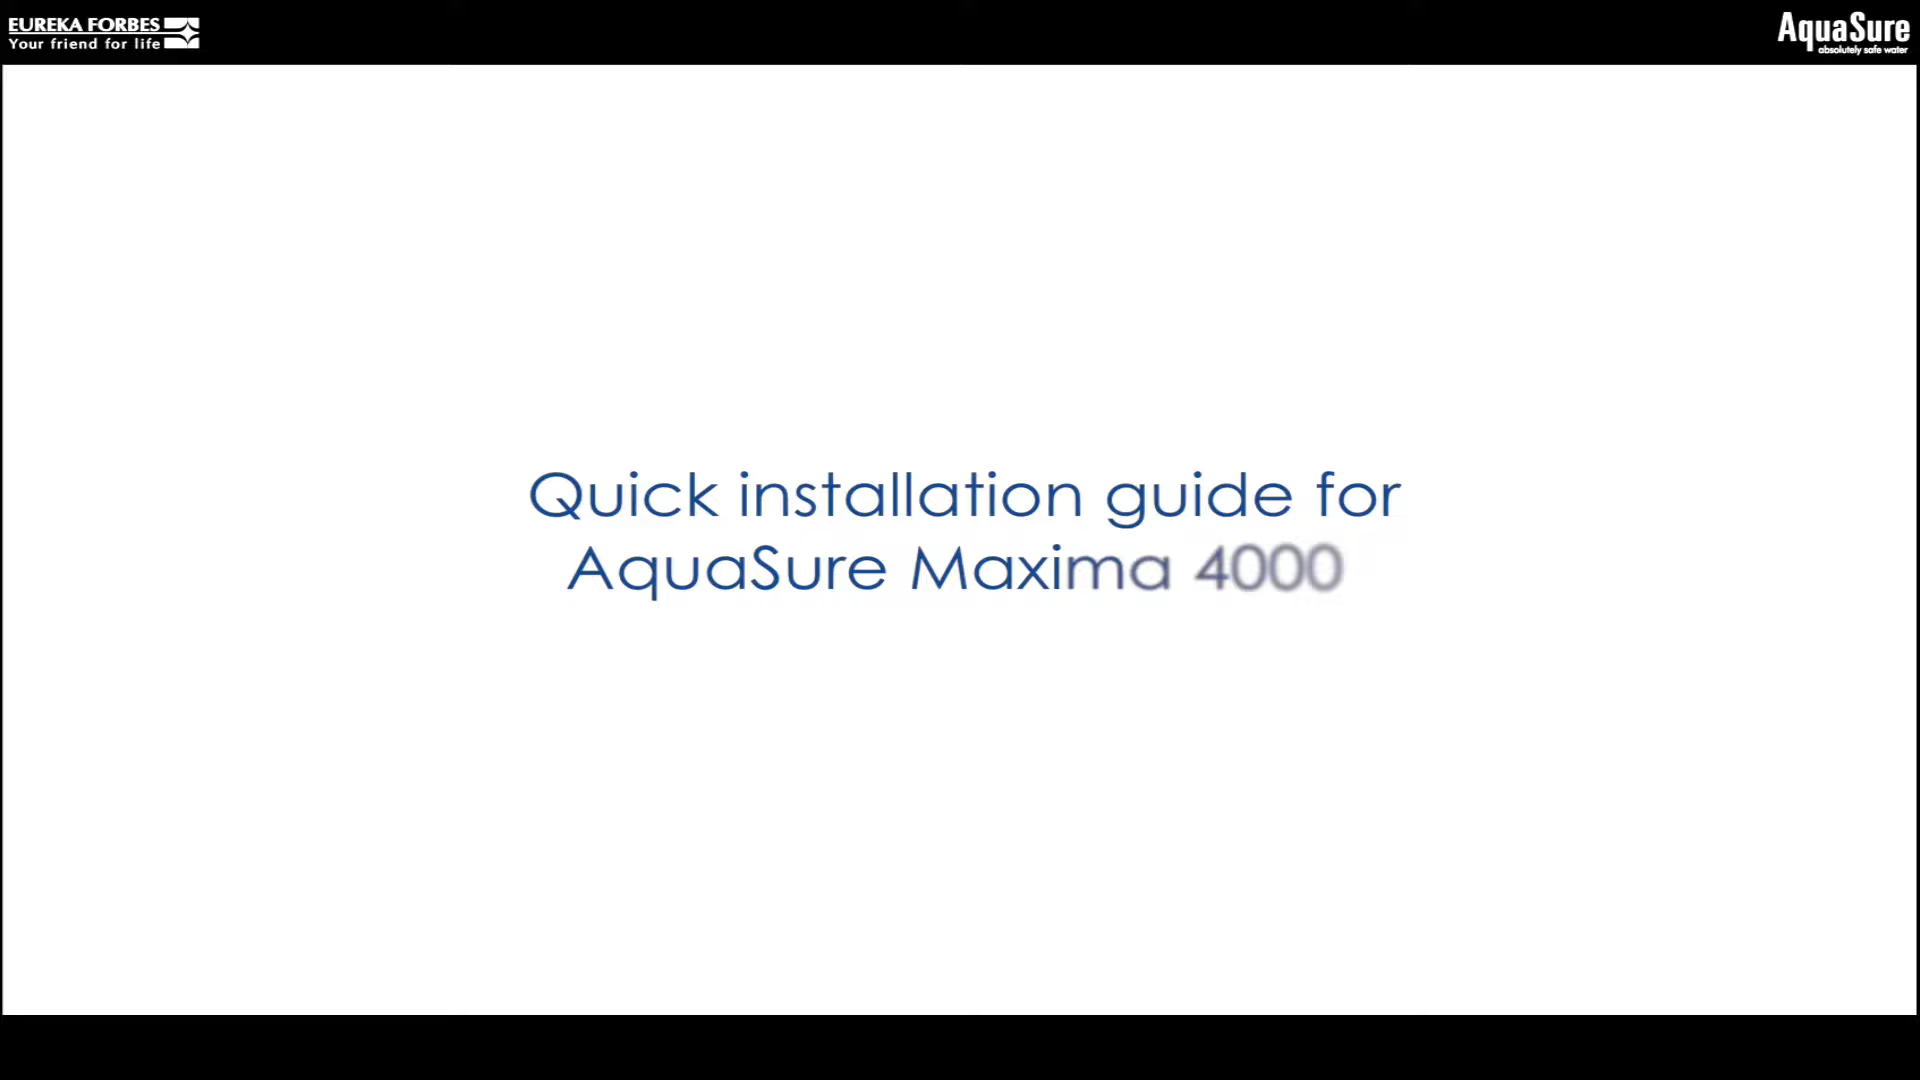 EUREKA FORBES
Your friend for life
AquaSure
absolutely safe water
Quick installation guide for
AquaSure Maxima 4000